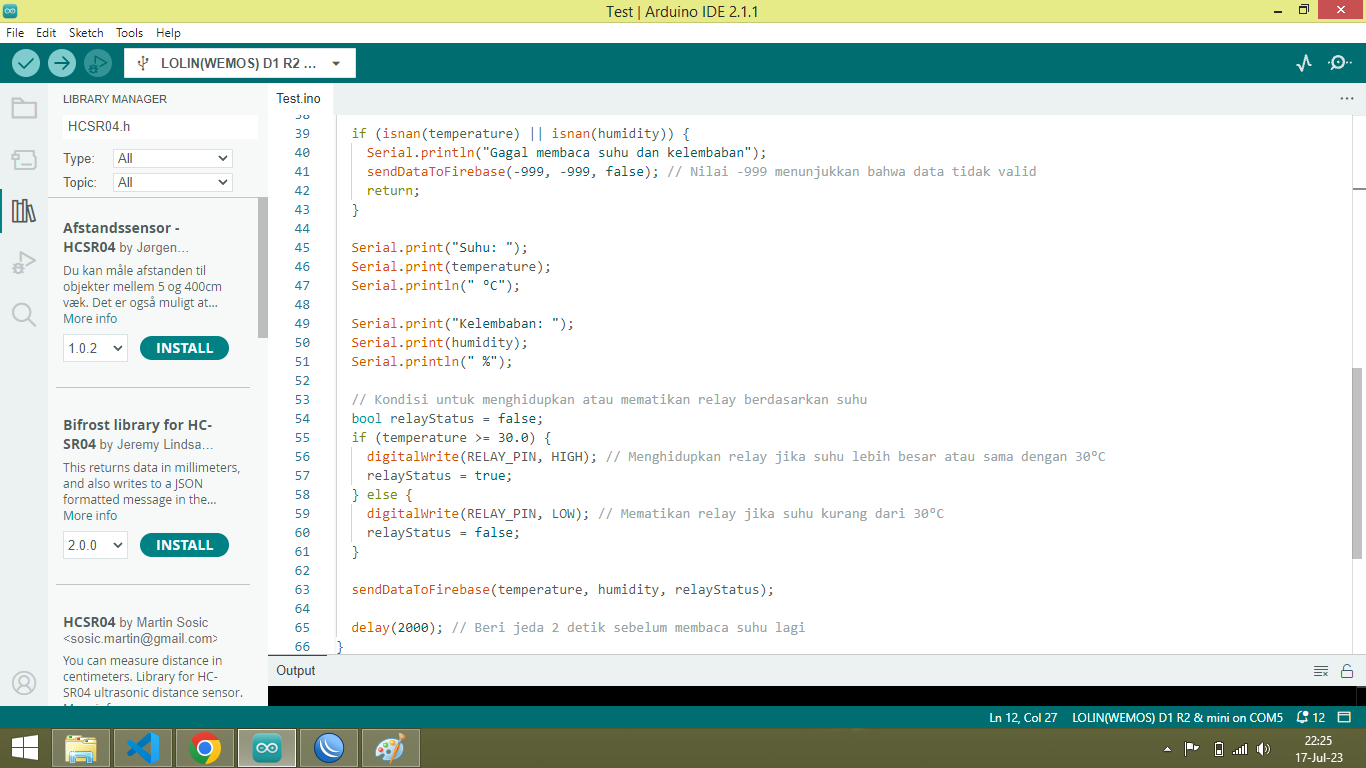 Test | Arduino IDE 2.1.1
File Edit Sketch Tools Help
LOLIN(WEMOS) D1 R2 ...
LIBRARY MANAGER
HCSR04.h
Type: All
Topic: All
Afstandssensor -
HCSR04 by Jørgen...
Du kan måle afstanden til
objekter mellem 5 og 400cm
væk. Det er også muligt at...
More info
1.0.2 INSTALL
Bifrost library for HC-
SR04 by Jeremy Lindsa...
This returns data in millimeters,
and also writes to a JSON
formatted message in the...
More info
2.0.0 INSTALL
HCSR04 by Martin Sosic
<sosic.martin@gmail.com>
You can measure distance in
centimeters. Library for HC-
SR04 ultrasonic distance sensor.
More info
Test.ino
38
39 if (isnan(temperature) || isnan(humidity)) {
40 Serial.println("Gagal membaca suhu dan kelembaban");
41 sendDataToFirebase(-999, -999, false); // Nilai -999 menunjukkan bahwa data tidak valid
42 return;
43 }
44
45 Serial.print("Suhu: ");
46 Serial.print(temperature);
47 Serial.println(" °C");
48
49 Serial.print("Kelembaban: ");
50 Serial.print(humidity);
51 Serial.println(" %");
52
53 // Kondisi untuk menghidupkan atau mematikan relay berdasarkan suhu
54 bool relayStatus = false;
55 if (temperature >= 30.0) {
56 digitalWrite(RELAY_PIN, HIGH); // Menghidupkan relay jika suhu lebih besar atau sama dengan 30°C
57 relayStatus = true;
58 } else {
59 digitalWrite(RELAY_PIN, LOW); // Mematikan relay jika suhu kurang dari 30°C
60 relayStatus = false;
61 }
62
63 sendDataToFirebase(temperature, humidity, relayStatus);
64
65 delay(2000); // Beri jeda 2 detik sebelum membaca suhu lagi
66 }
Output
Ln 12, Col 27 LOLIN(WEMOS) D1 R2 & mini on COM5 12
22:25
17-Jul-23